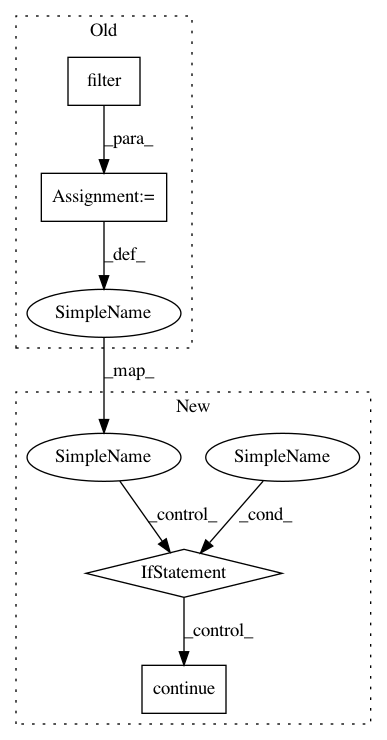 Old
filter
_para_
Assignment:=
_def_
SimpleName
_map_
New
SimpleName
SimpleName
_control_
_cond_
IfStatement
_control_
continue